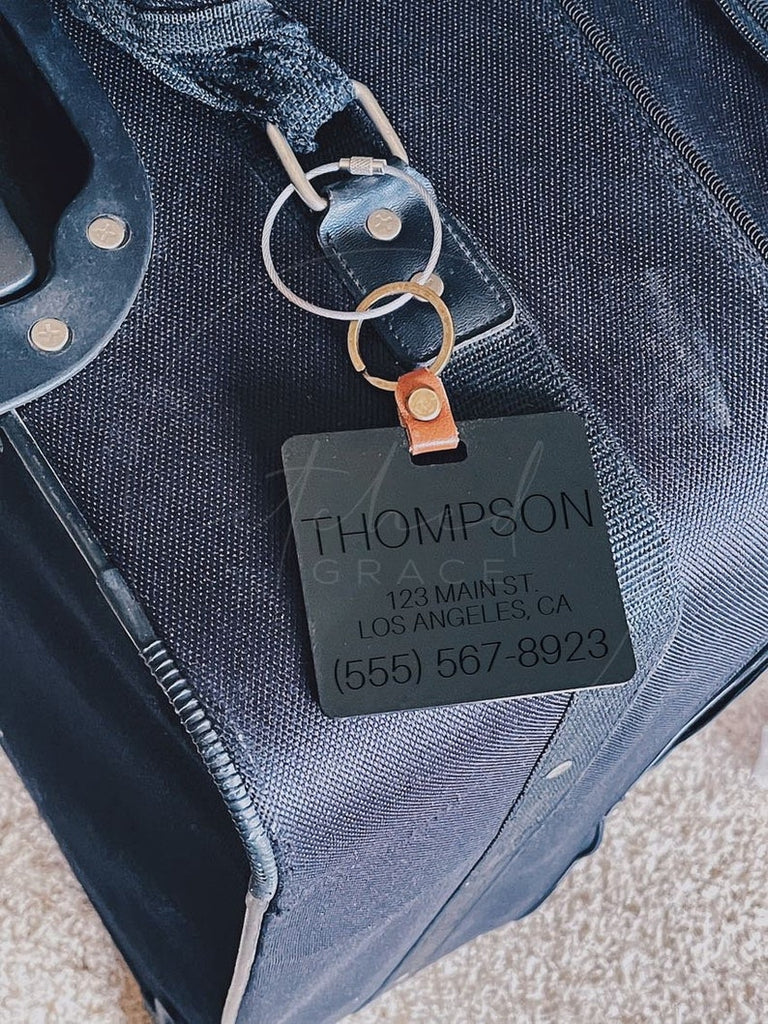 THOMPSON
123 MAIN ST.
LOS ANGELES, CA
(555) 567-8923
GRACE